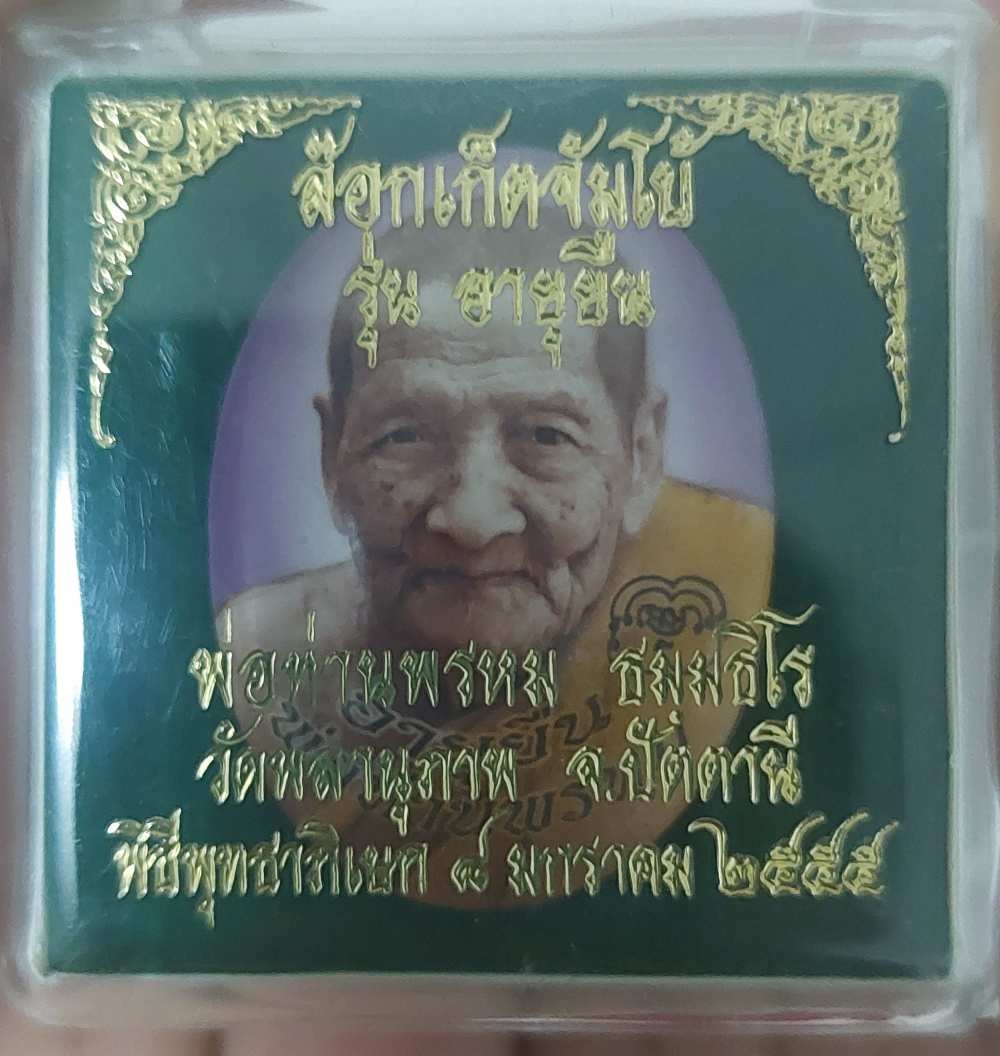 ล๊อกเก็ตจัมโบ้
รุ่น อายุยืน
พ่อท่านพรหม ธมฺมธิโร
วัดพลานุภาพ จ.ปัตตานี
พิธีพุทธาภิเษก ๘ มกราคม ๒๕๕๕